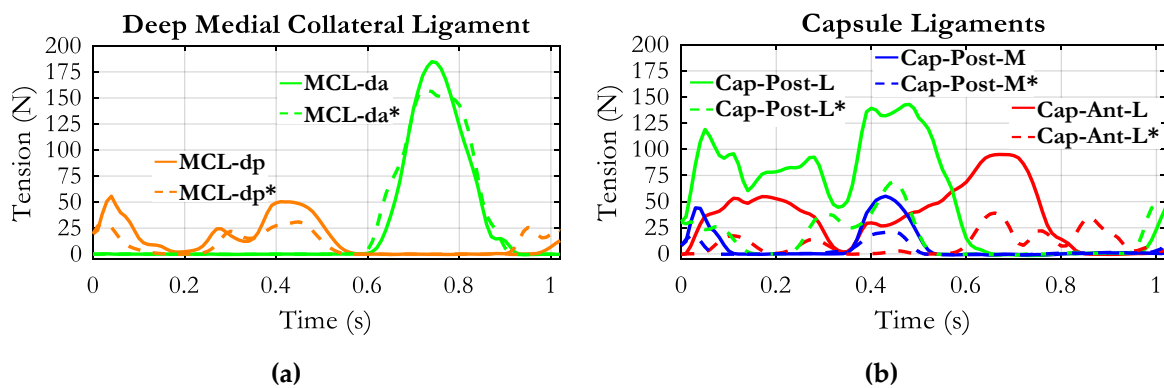 Deep Medial Collateral Ligament
200
175
150
125
100
75
50
25
0
Tension (N)
MCL-da
MCL-da*
MCL-dp
MCL-dp*
0 0.2 0.4 0.6 0.8 1
Time (s)
(a)
Capsule Ligaments
200
175
150
125
100
75
50
25
0
Tension (N)
Cap-Post-L
Cap-Post-L*
Cap-Post-M
Cap-Post-M*
Cap-Ant-L
Cap-Ant-L*
0 0.2 0.4 0.6 0.8 1
Time (s)
(b)